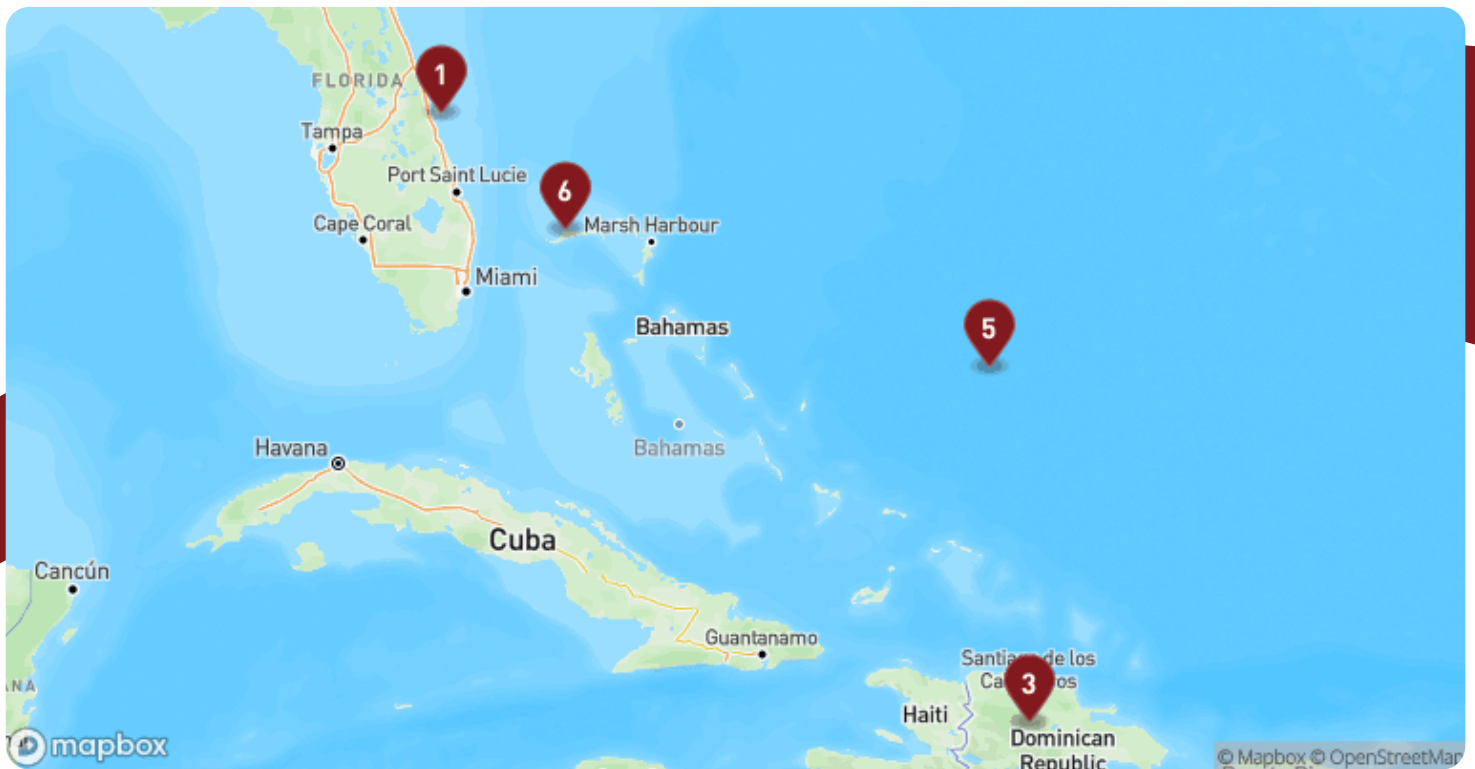 1
FLORIDA
Tampa
Port Saint Lucie
6
Cape Coral
Marsh Harbour
Miami
5
Bahamas
Havana
Bahamas
Cuba
Cancún
Guantanamo
Santiago de los
3
Haiti
Dominican
Republic
mapbox
© Mapbox © OpenStreetMap